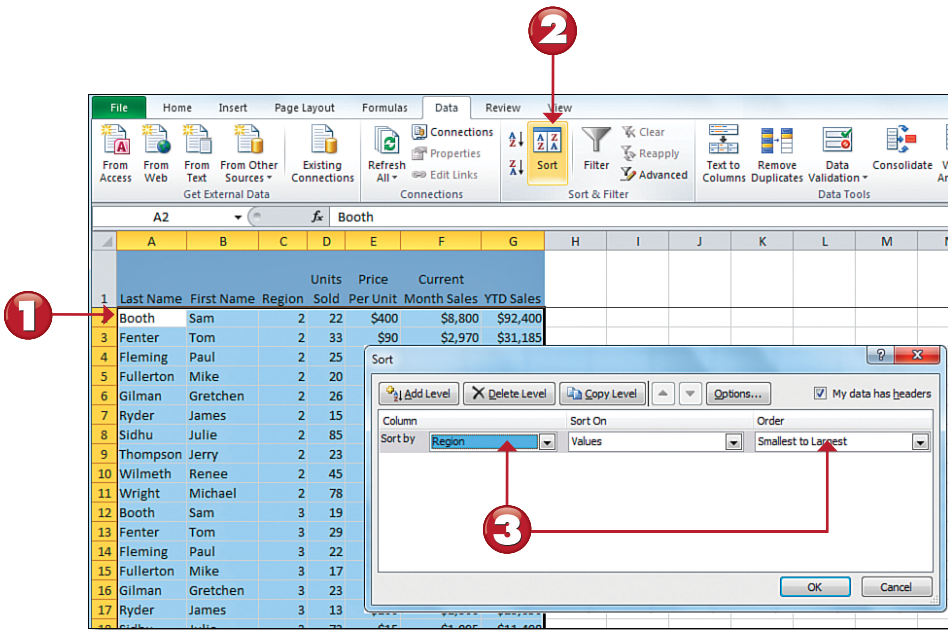 2
File Home Insert Page Layout Formulas Data Review View
From Access From Web From Text From Other Sources Existing Connections Refresh All Connections Properties Edit Links Sort Filter Clear Reapply Advanced Text to Columns Remove Duplicates Data Validation Consolidate
Get External Data Connections Sort & Filter Data Tools
A2 fx Booth
A B C D E F G H I J K L M
1 Last Name First Name Region Units Sold Price Per Unit Current Month Sales YTD Sales
1
2 Booth Sam 2 22 $400 $8,800 $92,400
3 Fenter Tom 2 33 $90 $2,970 $31,185
4 Fleming Paul 2 25
5 Fullerton Mike 2 20
6 Gilman Gretchen 2 26
7 Ryder James 2 15
8 Sidhu Julie 2 85
9 Thompson Jerry 2 23
10 Wilmeth Renee 2 45
11 Wright Michael 2 78
12 Booth Sam 3 19
13 Fenter Tom 3 29
14 Fleming Paul 3 22
15 Fullerton Mike 3 17
16 Gilman Gretchen 3 23
17 Ryder James 3 13
Sort
Add Level Delete Level Copy Level Options... My data has headers
Column Sort On Order
Sort by Region Values Smallest to Largest
3
OK Cancel